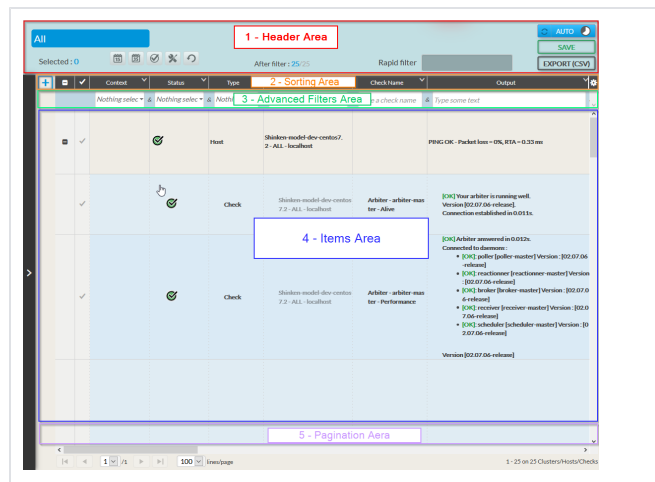 All
1 - Header Area
AUTO
SAVE
Selected : 0
After filter : 25/25
Rapid filter
EXPORT (CSV)
Context
Status
Type
2 - Sorting Area
Check Name
Output
Nothing selec
& Nothing selec
& Noth
3 - Advanced Filters Area
e a check name
& Type some text
Host
Shinken-model-dev-centos7.
2 - ALL - localhost
PING OK - Packet loss = 0%, RTA = 0.33 ms
Check
Shinken-model-dev-centos
7.2 - ALL - localhost
Arbiter - arbiter-mas
ter - Alive
[OK] Your arbiter is running well.
Version [02.07.06-release].
Connection established in 0.011s.
4 - Items Area
Check
Shinken-model-dev-centos
7.2 - ALL - localhost
Arbiter - arbiter-mas
ter - Performance
[OK] Arbiter answered in 0.012s.
Connected to daemons :
• [OK]: poller [poller-master] Version : [02.07.06
-release]
• [OK]: reactionner [reactionner-master] Version
: [02.07.06-release]
• [OK]: broker [broker-master] Version : [02.07.0
6-release]
• [OK]: receiver [receiver-master] Version : [02.0
7.06-release]
• [OK]: scheduler [scheduler-master] Version : [0
2.07.06-release]
Version [02.07.06-release]
5 - Pagination Aera
1 /1
100 lines/page
1 - 25 on 25 Clusters/Hosts/Checks